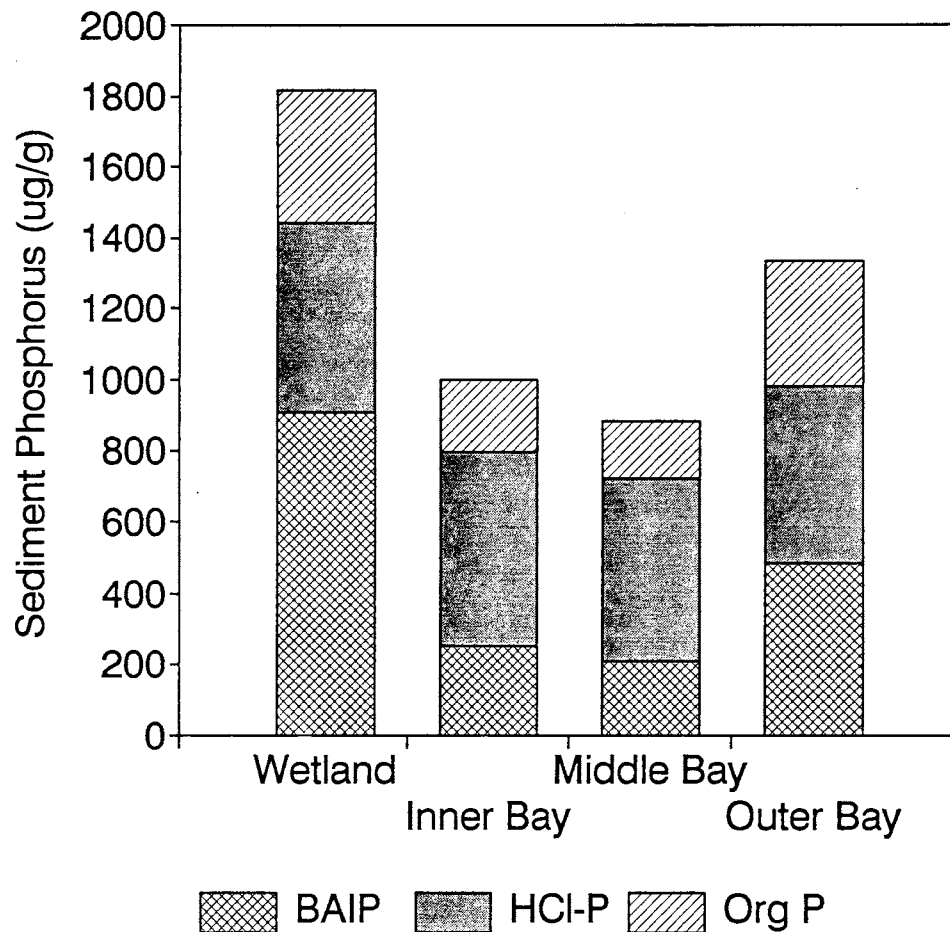 Sediment Phosphorus (ug/g)
2000
1800
1600
1400
1200
1000
800
600
400
200
0
Wetland
Inner Bay
Middle Bay
Outer Bay
BAIP
HCl-P
Org P